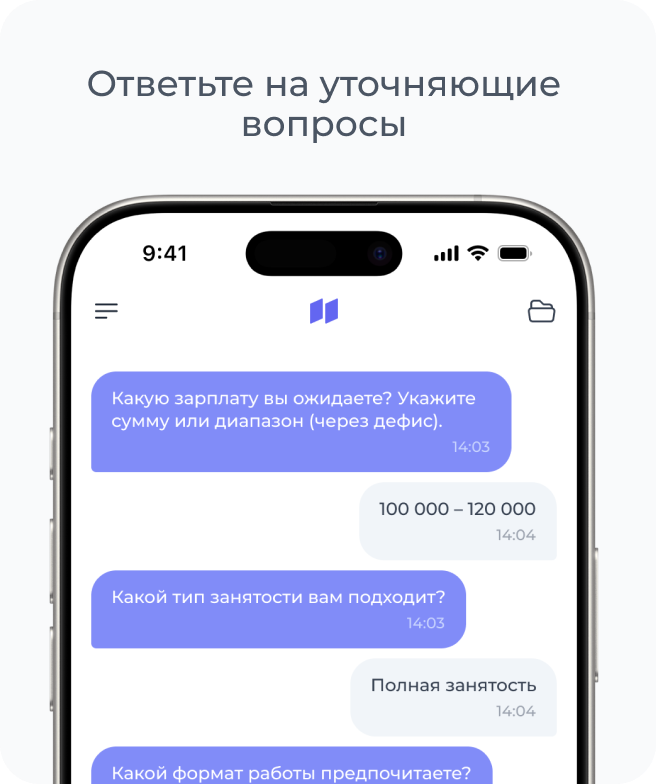 Ответьте на уточняющие
вопросы
9:41
Какую зарплату вы ожидаете? Укажите
сумму или диапазон (через дефис).
14:03
100 000 – 120 000
14:04
Какой тип занятости вам подходит?
14:03
Полная занятость
14:04
Какой формат работы предпочитаете?